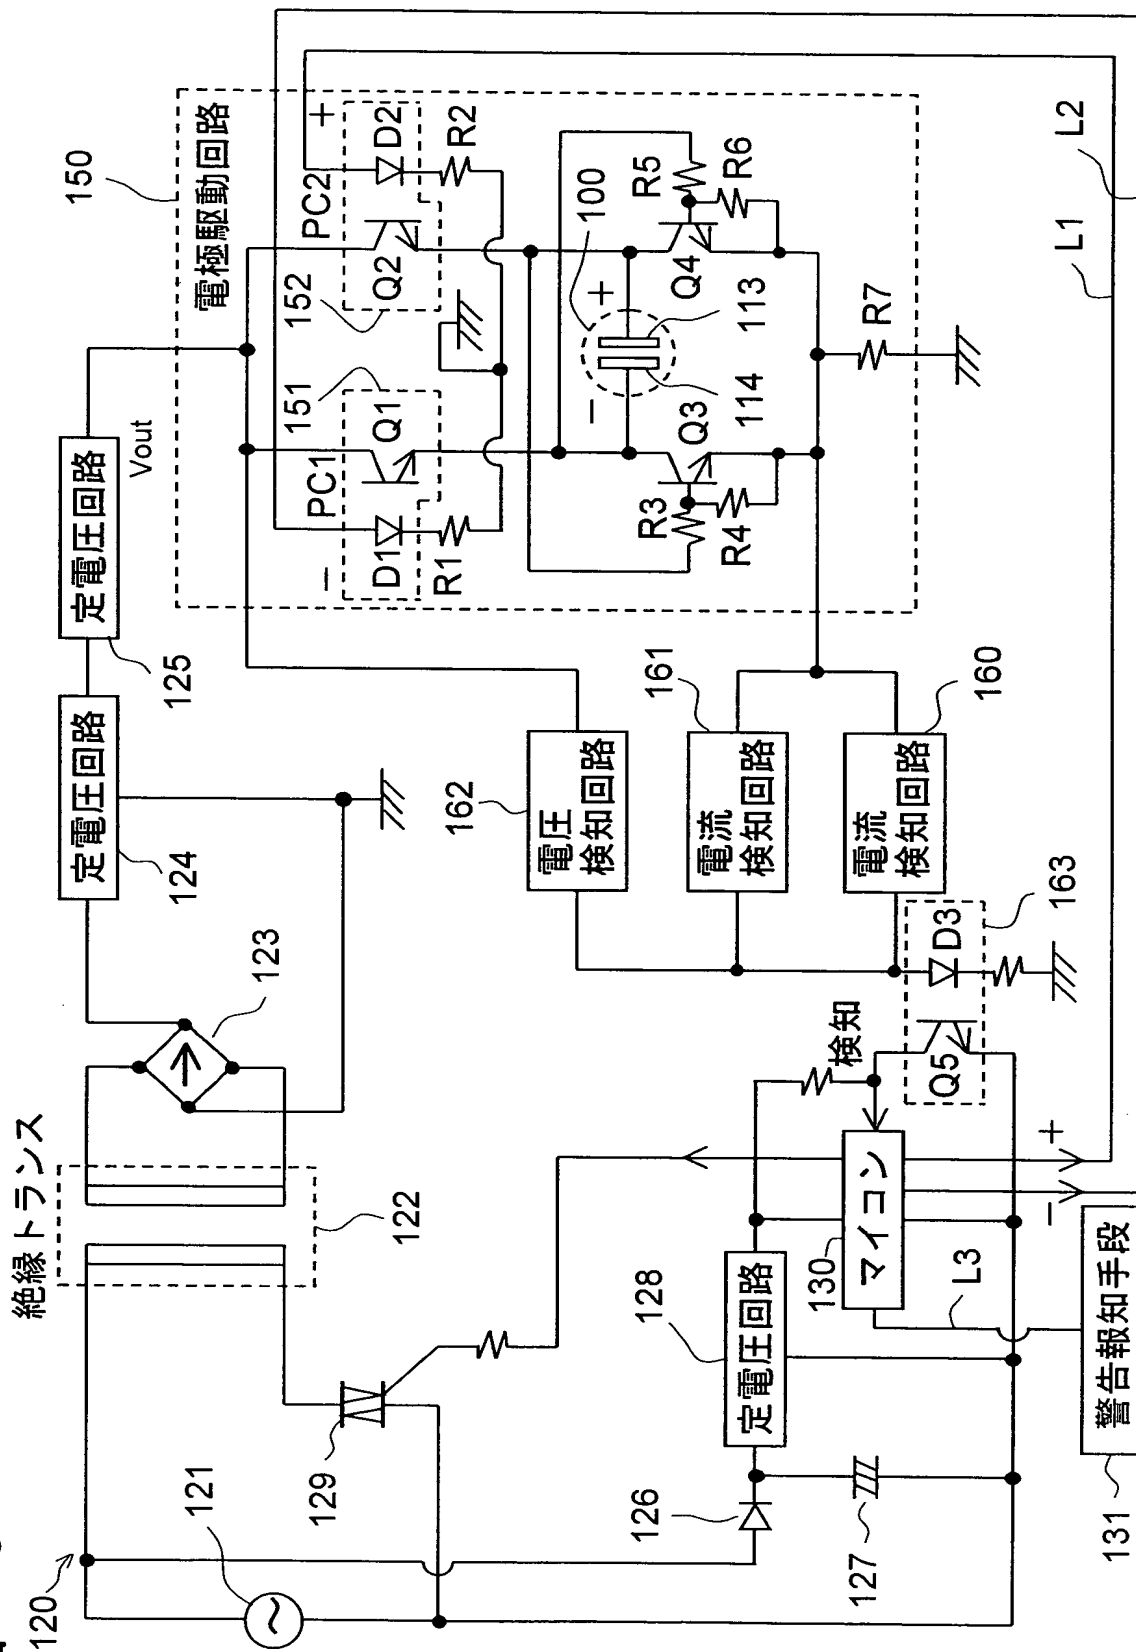 120
121
絶縁トランス
122
123
129
定電圧回路
124
定電圧回路
125
Vout
電極駆動回路
150
−
PC1
151
D1
Q1
R1
PC2
+
152
Q2
D2
R2
100
−
+
114
113
R3
R4
Q3
Q4
R5
R6
R7
電圧
検知回路
162
電流
検知回路
161
電流
検知回路
160
163
D3
Q5
検知
126
127
定電圧回路
128
マイコン
130
L3
−
+
警告報知手段
131
L1
L2